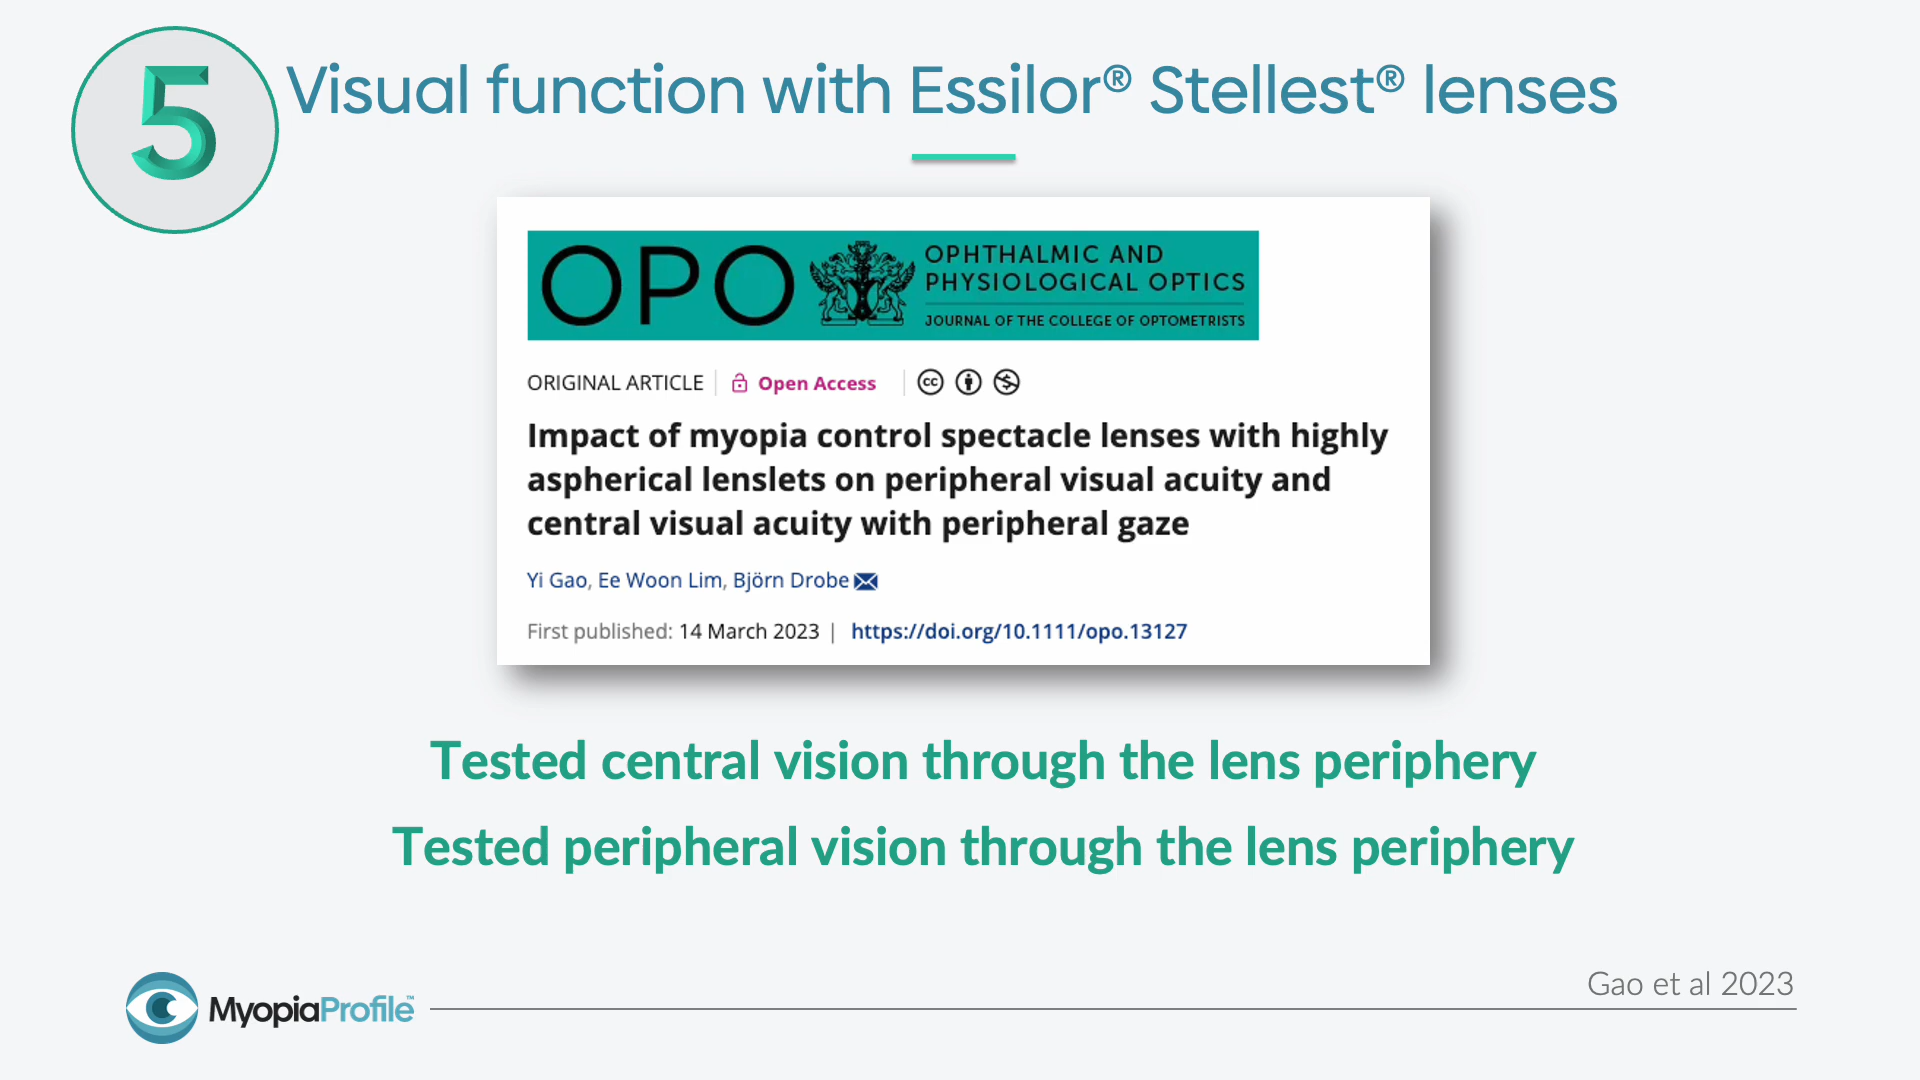 5
Visual function with Essilor® Stellest® lenses
OPO
OPHTHALMIC AND
PHYSIOLOGICAL OPTICS
JOURNAL OF THE COLLEGE OF OPTOMETRISTS
ORIGINAL ARTICLE | Open Access | cc
Impact of myopia control spectacle lenses with highly
aspherical lenslets on peripheral visual acuity and
central visual acuity with peripheral gaze
Yi Gao, Ee Woon Lim, Björn Drobe
First published: 14 March 2023 | https://doi.org/10.1111/opo.13127
Tested central vision through the lens periphery
Tested peripheral vision through the lens periphery
Gao et al 2023
MyopiaProfile™